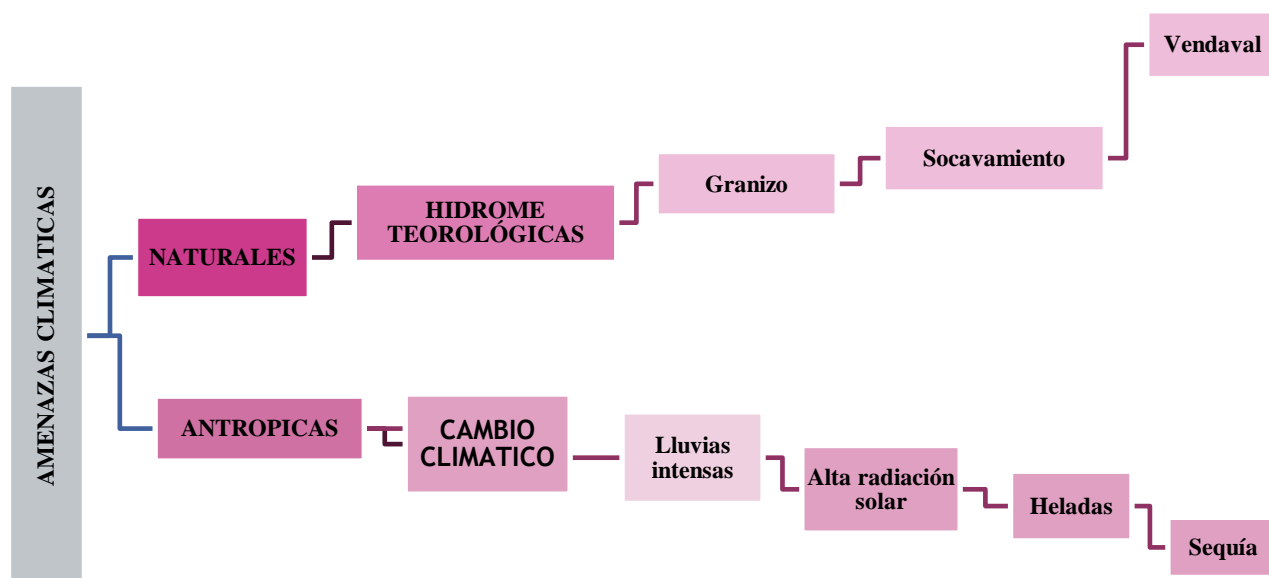 AMENAZAS CLIMATICAS
NATURALES
HIDROME
TEOROLÓGICAS
Granizo
Socavamiento
Vendaval
ANTROPICAS
CAMBIO
CLIMATICO
Lluvias
intensas
Alta radiación
solar
Heladas
Sequía